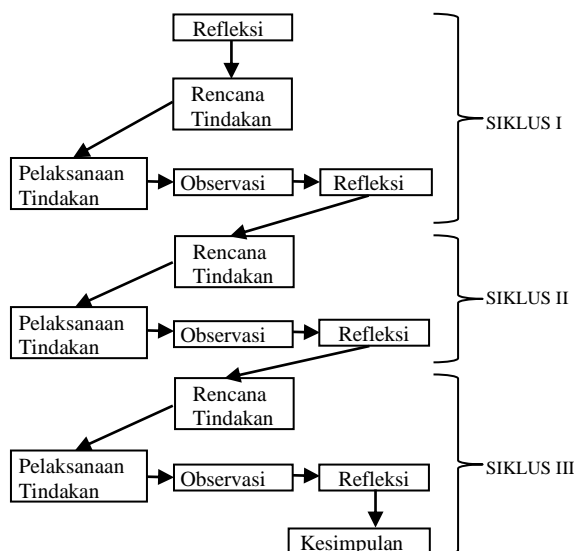 Refleksi
Rencana
Tindakan
SIKLUS I
Pelaksanaan
Tindakan
Observasi
Refleksi
Rencana
Tindakan
SIKLUS II
Pelaksanaan
Tindakan
Observasi
Refleksi
Rencana
Tindakan
SIKLUS III
Pelaksanaan
Tindakan
Observasi
Refleksi
Kesimpulan